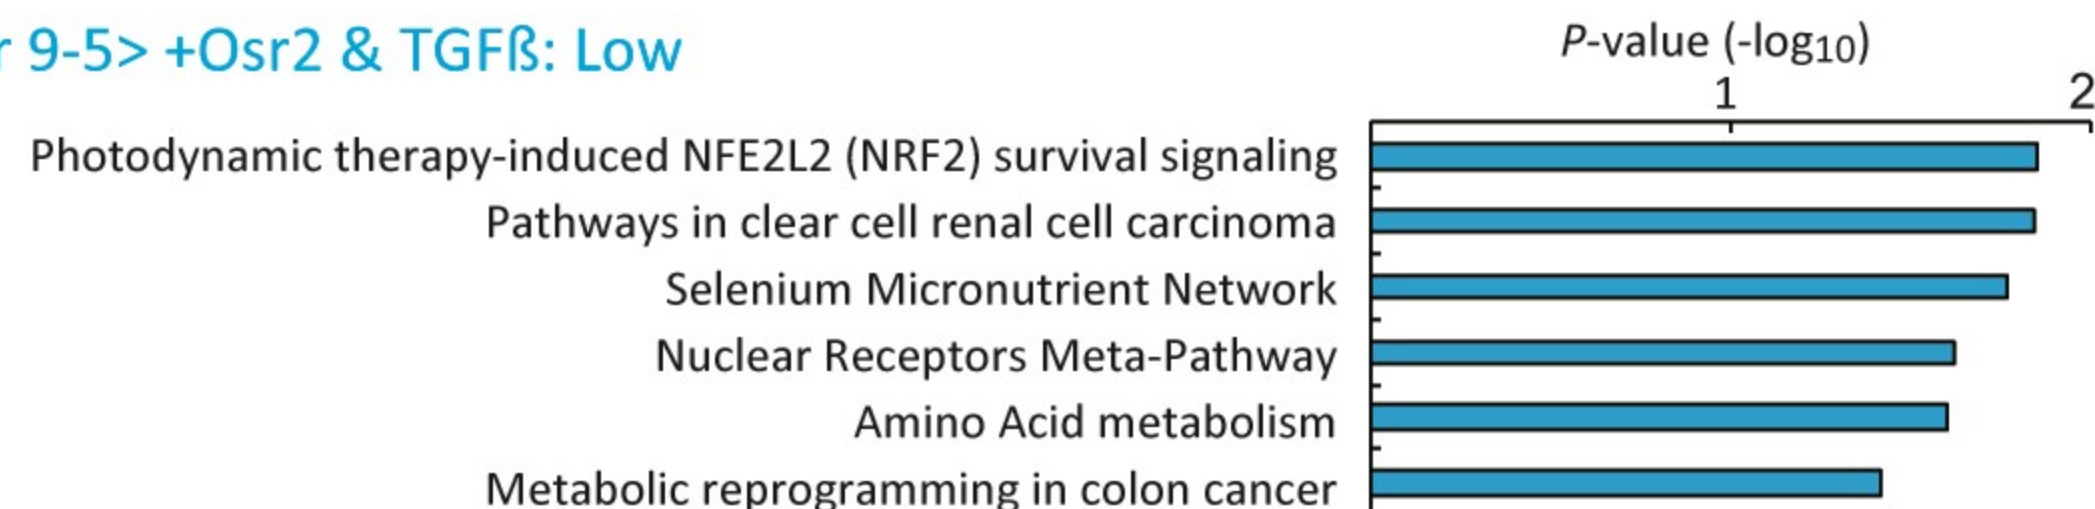 r 9-5> +Osr2 & TGFß: Low
P-value (-log10)
1 2
Photodynamic therapy-induced NFE2L2 (NRF2) survival signaling
Pathways in clear cell renal cell carcinoma
Selenium Micronutrient Network
Nuclear Receptors Meta-Pathway
Amino Acid metabolism
Metabolic reprogramming in colon cancer